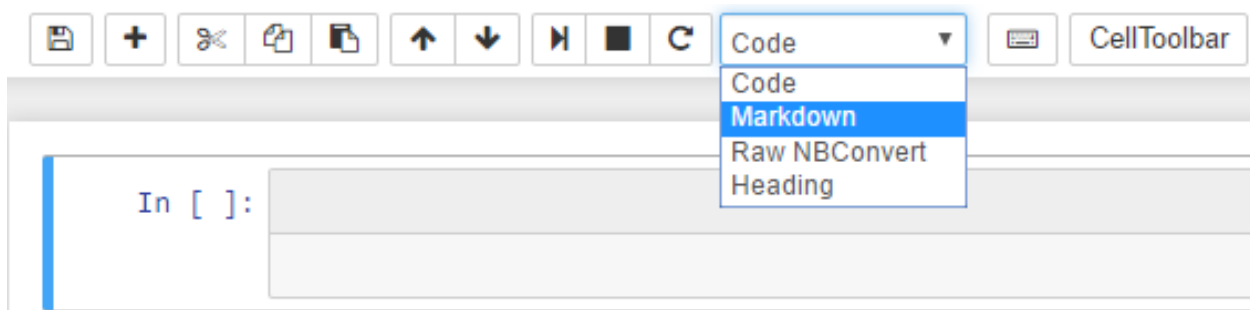 Code
CellToolbar
Code
Markdown
Raw NBConvert
Heading
In [ ]: